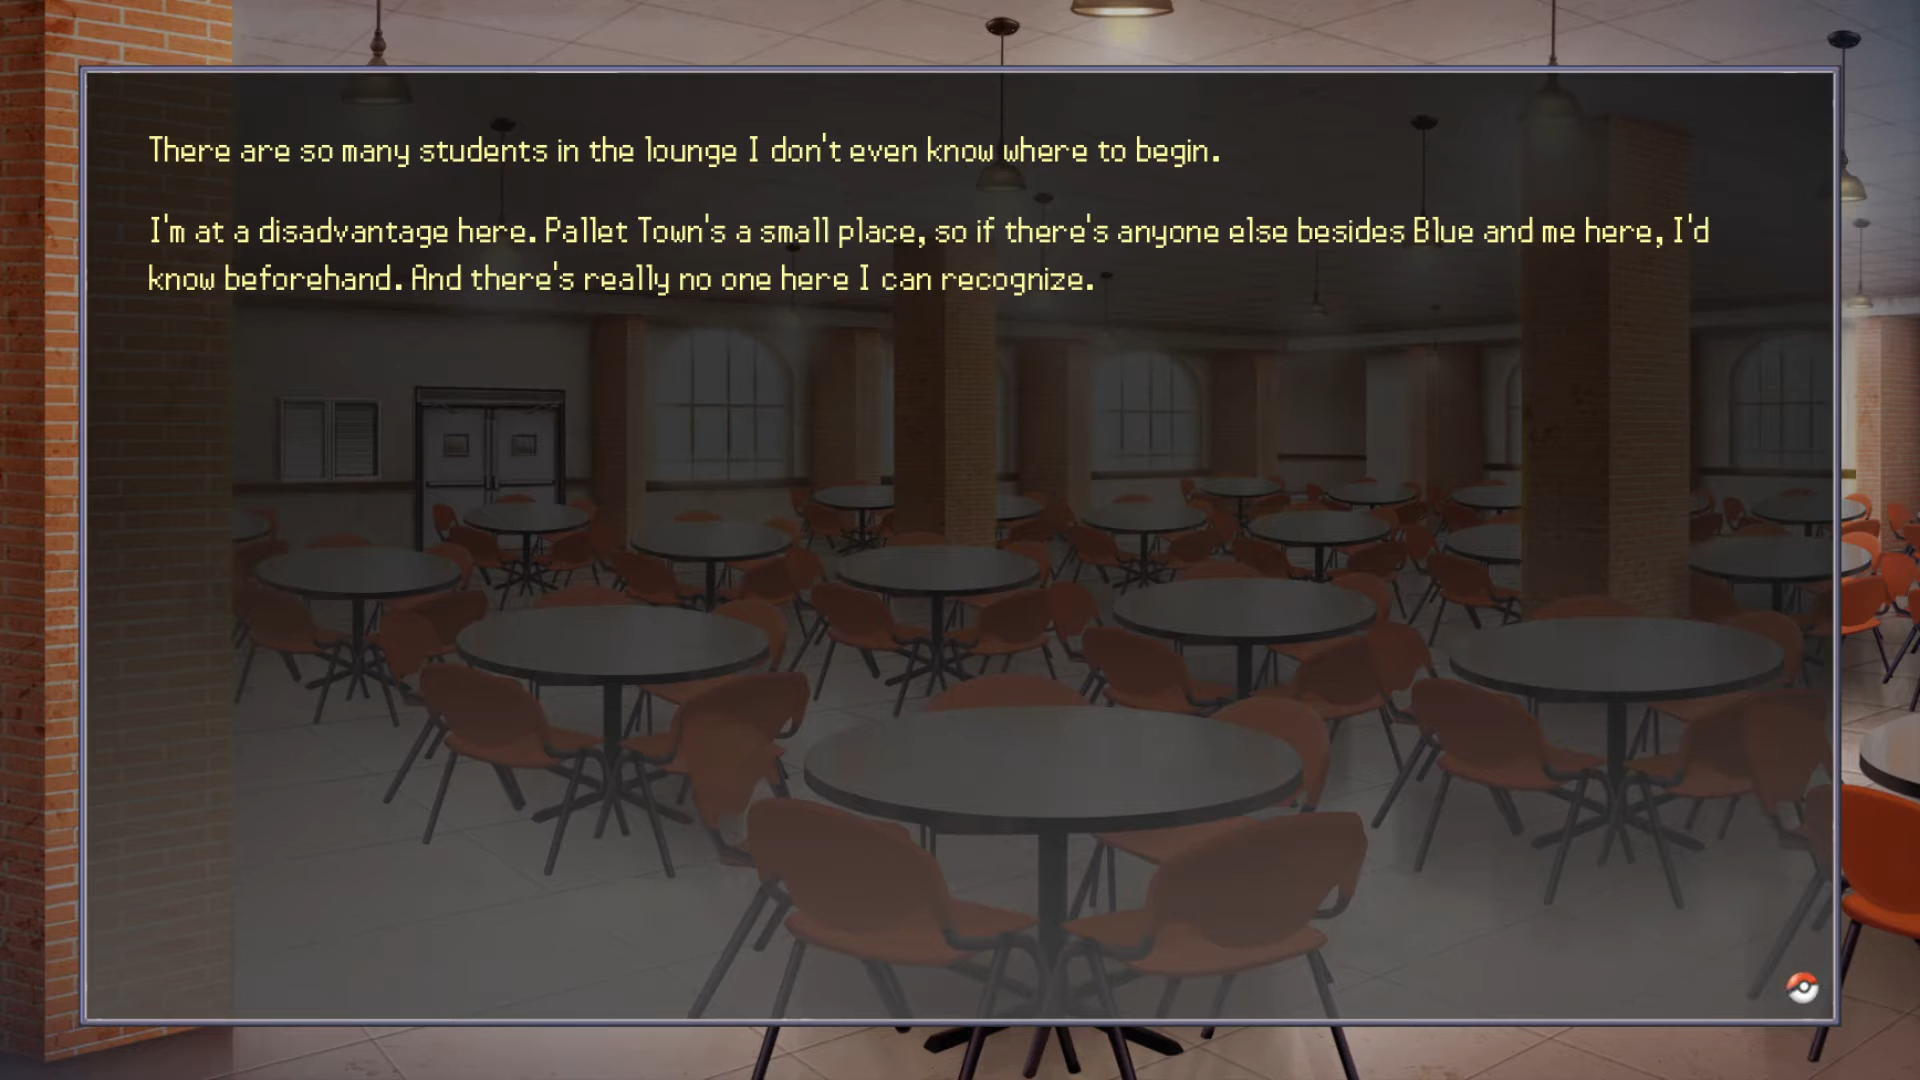 There are so many students in the lounge I don't even know where to begin.
I'm at a disadvantage here. Pallet Town's a small place, so if there's anyone else besides Blue and me here, I'd
know beforehand. And there's really no one here I can recognize.